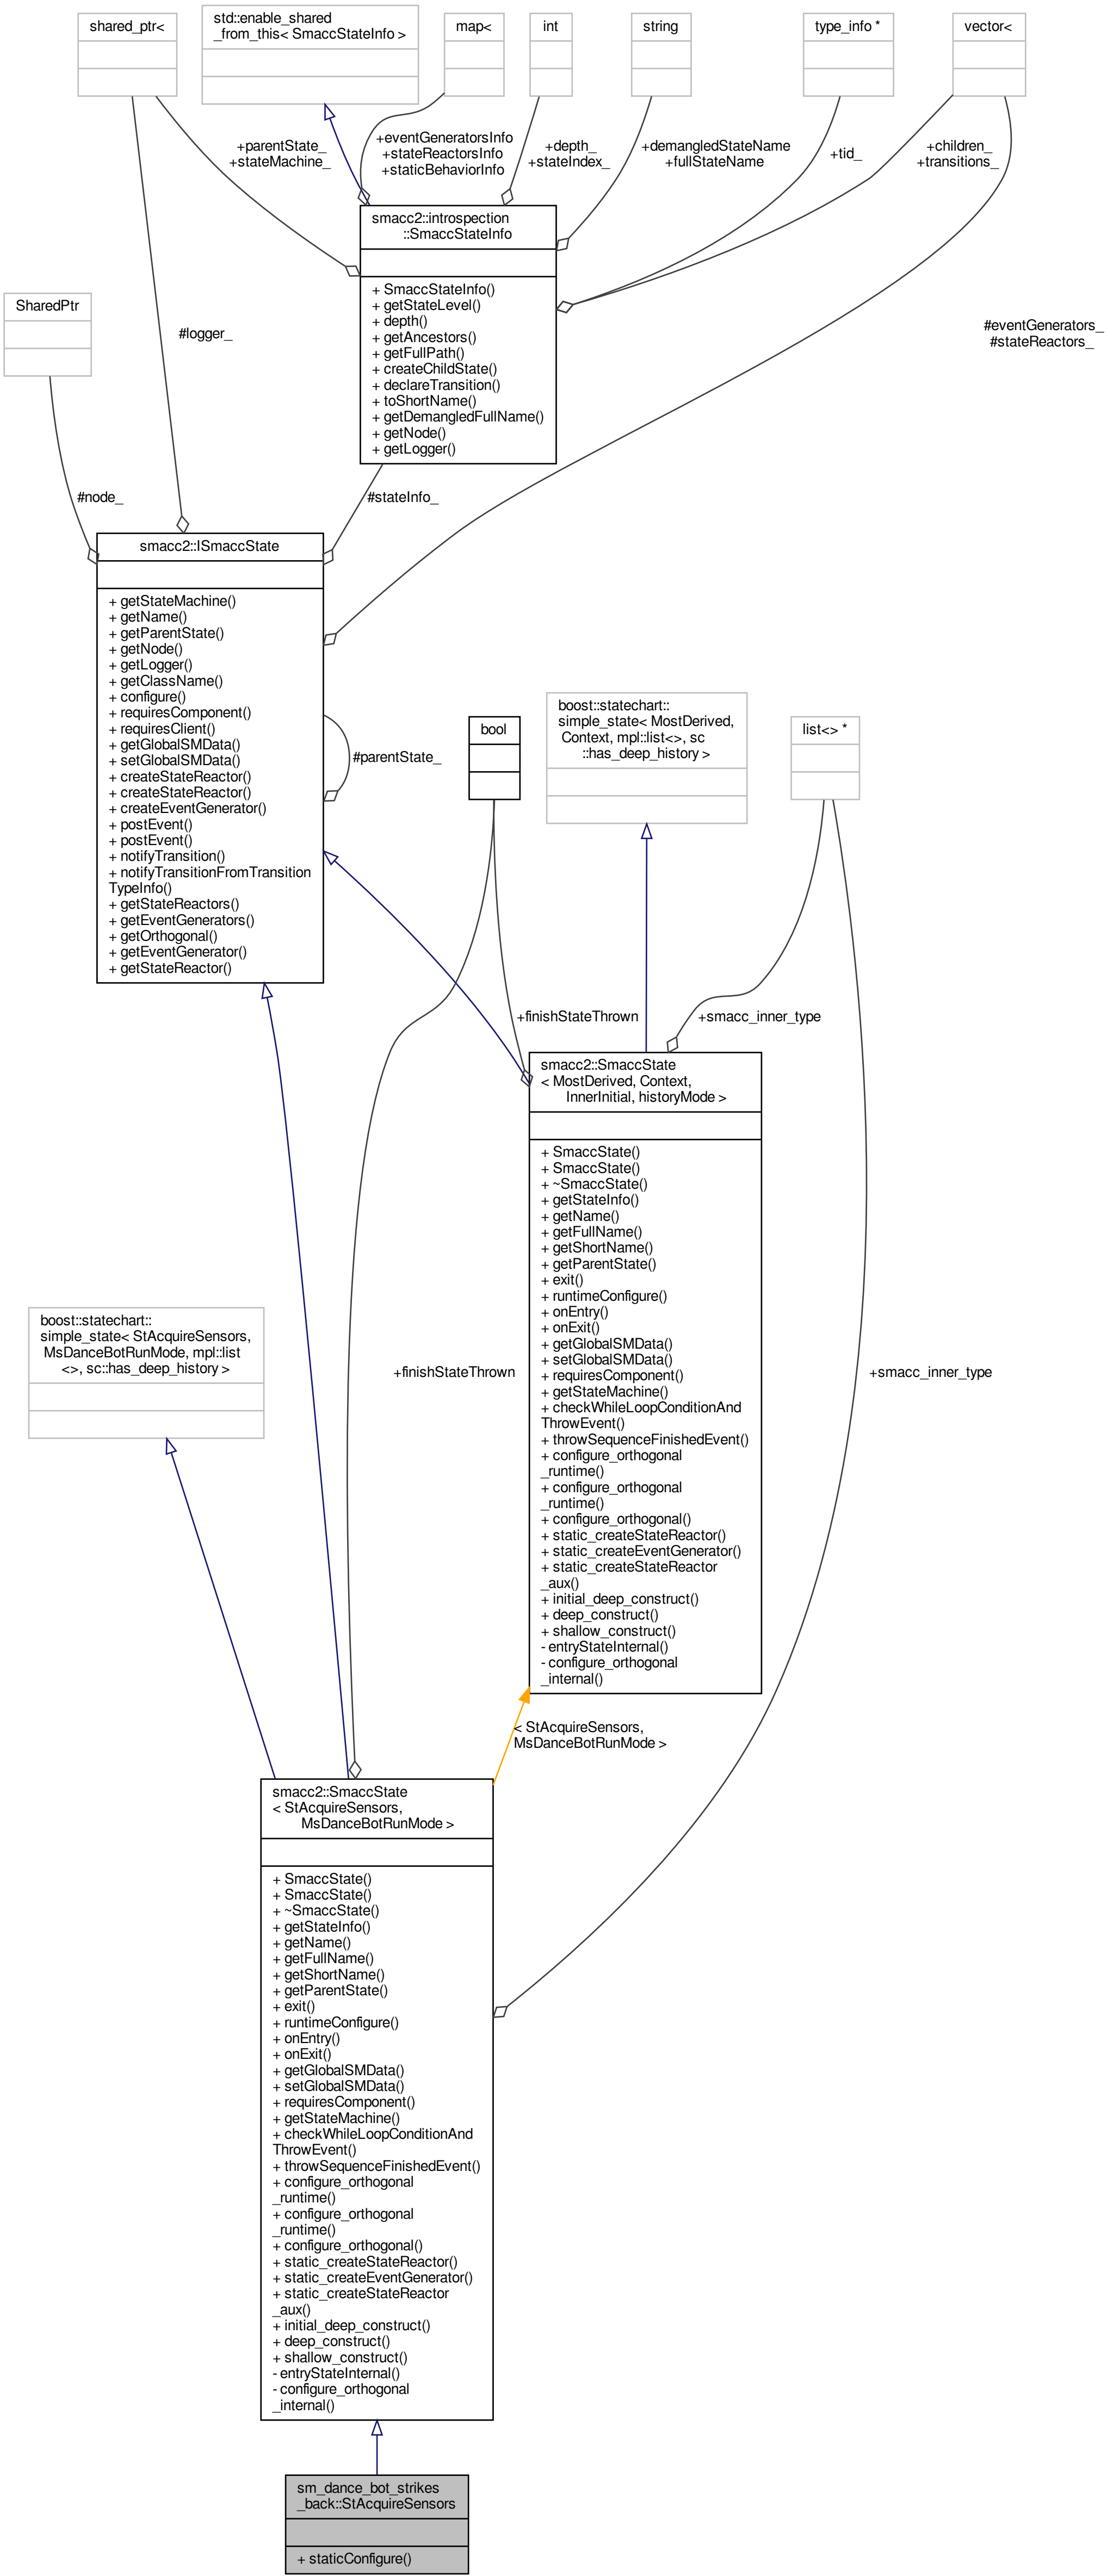 shared_ptr<
std::enable_shared
_from_this< SmaccStateInfo >
map<
int
string
type_info *
vector<
+parentState_
+stateMachine_
+eventGeneratorsInfo
+stateReactorsInfo
+staticBehaviorInfo
+depth_
+stateIndex_
+demangledStateName
+fullStateName
+tid_
+children_
+transitions_
smacc2::introspection
::SmaccStateInfo
+ SmaccStateInfo()
+ getStateLevel()
+ depth()
+ getAncestors()
+ getFullPath()
+ createChildState()
+ declareTransition()
+ toShortName()
+ getDemangledFullName()
+ getNode()
+ getLogger()
SharedPtr
#logger_
#eventGenerators_
#stateReactors_
#node_
#stateInfo_
smacc2::ISmaccState
+ getStateMachine()
+ getName()
+ getParentState()
+ getNode()
+ getLogger()
+ getClassName()
+ configure()
+ requiresComponent()
+ requiresClient()
+ getGlobalSMData()
+ setGlobalSMData()
+ createStateReactor()
+ createStateReactor()
+ createEventGenerator()
+ postEvent()
+ postEvent()
+ notifyTransition()
+ notifyTransitionFromTransition
TypeInfo()
+ getStateReactors()
+ getEventGenerators()
+ getOrthogonal()
+ getEventGenerator()
+ getStateReactor()
#parentState_
bool
boost::statechart::
simple_state< MostDerived,
Context, mpl::list<>, sc
::has_deep_history >
list<> *
+finishStateThrown
+smacc_inner_type
smacc2::SmaccState
< MostDerived, Context,
InnerInitial, historyMode >
+ SmaccState()
+ SmaccState()
+ ~SmaccState()
+ getStateInfo()
+ getName()
+ getFullName()
+ getShortName()
+ getParentState()
+ exit()
+ runtimeConfigure()
+ onEntry()
+ onExit()
+ getGlobalSMData()
+ setGlobalSMData()
+ requiresComponent()
+ getStateMachine()
+ checkWhileLoopConditionAnd
ThrowEvent()
+ throwSequenceFinishedEvent()
+ configure_orthogonal
_runtime()
+ configure_orthogonal
_runtime()
+ configure_orthogonal()
+ static_createStateReactor()
+ static_createEventGenerator()
+ static_createStateReactor
_aux()
+ initial_deep_construct()
+ deep_construct()
+ shallow_construct()
- entryStateInternal()
- configure_orthogonal
_internal()
boost::statechart::
simple_state< StAcquireSensors,
MsDanceBotRunMode, mpl::list
<>, sc::has_deep_history >
+finishStateThrown
+smacc_inner_type
< StAcquireSensors,
MsDanceBotRunMode >
smacc2::SmaccState
< StAcquireSensors,
MsDanceBotRunMode >
+ SmaccState()
+ SmaccState()
+ ~SmaccState()
+ getStateInfo()
+ getName()
+ getFullName()
+ getShortName()
+ getParentState()
+ exit()
+ runtimeConfigure()
+ onEntry()
+ onExit()
+ getGlobalSMData()
+ setGlobalSMData()
+ requiresComponent()
+ getStateMachine()
+ checkWhileLoopConditionAnd
ThrowEvent()
+ throwSequenceFinishedEvent()
+ configure_orthogonal
_runtime()
+ configure_orthogonal
_runtime()
+ configure_orthogonal()
+ static_createStateReactor()
+ static_createEventGenerator()
+ static_createStateReactor
_aux()
+ initial_deep_construct()
+ deep_construct()
+ shallow_construct()
- entryStateInternal()
- configure_orthogonal
_internal()
sm_dance_bot_strikes
_back::StAcquireSensors
+ staticConfigure()